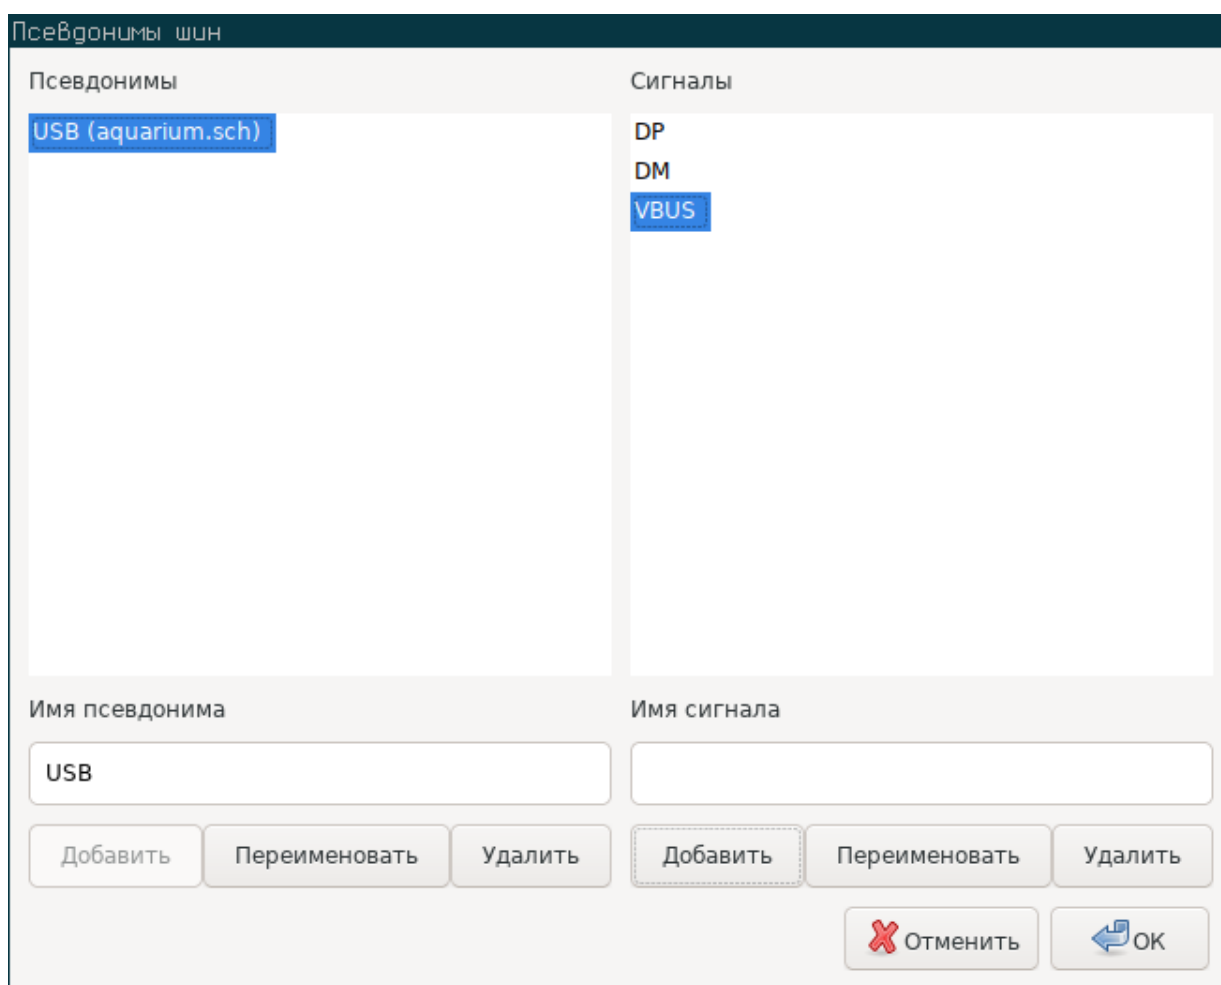 Псевдонимы шин
Псевдонимы
Сигналы
USB (aquarium.sch)
DP
DM
VBUS
Имя псевдонима
Имя сигнала
USB
Добавить
Переименовать
Удалить
Добавить
Переименовать
Удалить
Отменить
OK